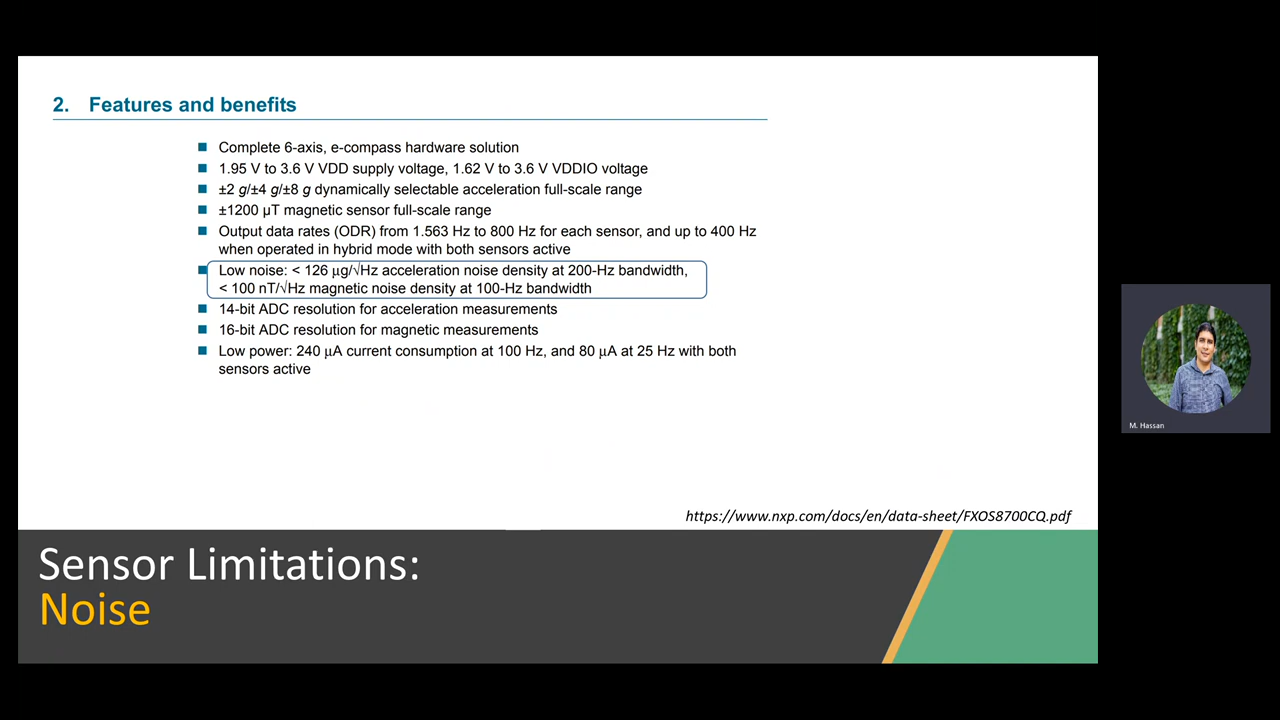 2. Features and benefits
■ Complete 6-axis, e-compass hardware solution
■ 1.95 V to 3.6 V VDD supply voltage, 1.62 V to 3.6 V VDDIO voltage
■ ±2 g/±4 g/±8 g dynamically selectable acceleration full-scale range
■ ±1200 µT magnetic sensor full-scale range
■ Output data rates (ODR) from 1.563 Hz to 800 Hz for each sensor, and up to 400 Hz
when operated in hybrid mode with both sensors active
■ Low noise: < 126 µg/√Hz acceleration noise density at 200-Hz bandwidth,
< 100 nT/√Hz magnetic noise density at 100-Hz bandwidth
■ 14-bit ADC resolution for acceleration measurements
■ 16-bit ADC resolution for magnetic measurements
■ Low power: 240 µA current consumption at 100 Hz, and 80 µA at 25 Hz with both
sensors active
https://www.nxp.com/docs/en/data-sheet/FXOS8700CQ.pdf
Sensor Limitations:
Noise
M. Hassan